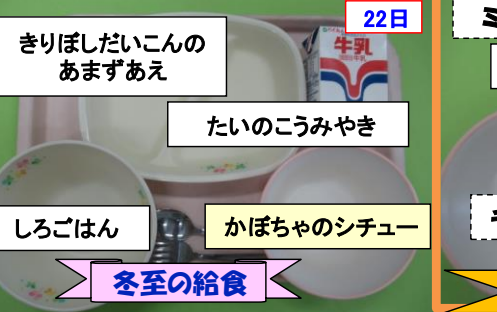 22日
きりぼしだいこんの
あまずあえ
牛乳
たいのこうみやき
しろごはん
かぼちゃのシチュー
冬至の給食